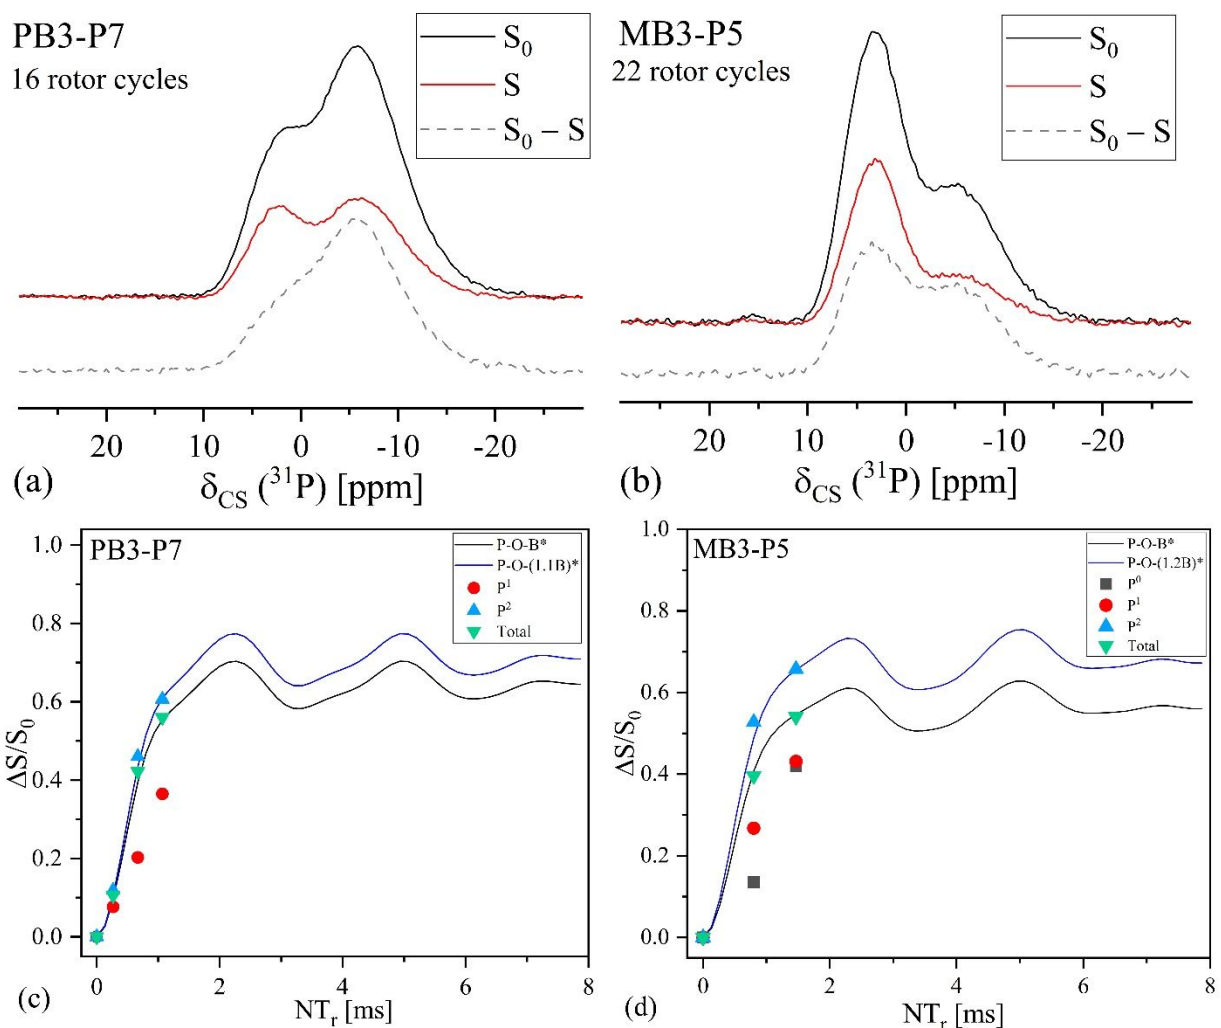 PB3-P7
16 rotor cycles
S₀
S
S₀ – S
20 10 0 -10 -20
(a)
δCS (³¹P) [ppm]
MB3-P5
22 rotor cycles
S₀
S
S₀ – S
20 10 0 -10 -20
(b)
δCS (³¹P) [ppm]
PB3-P7
P-O-B*
P-O-(1.1B)*
P¹
P²
Total
1.0
0.8
0.6
0.4
0.2
0.0
ΔS/S₀
0 2 4 6 8
(c)
NTᵣ [ms]
MB3-P5
P-O-B*
P-O-(1.2B)*
P⁰
P¹
P²
Total
1.0
0.8
0.6
0.4
0.2
0.0
ΔS/S₀
0 2 4 6 8
(d)
NTᵣ [ms]